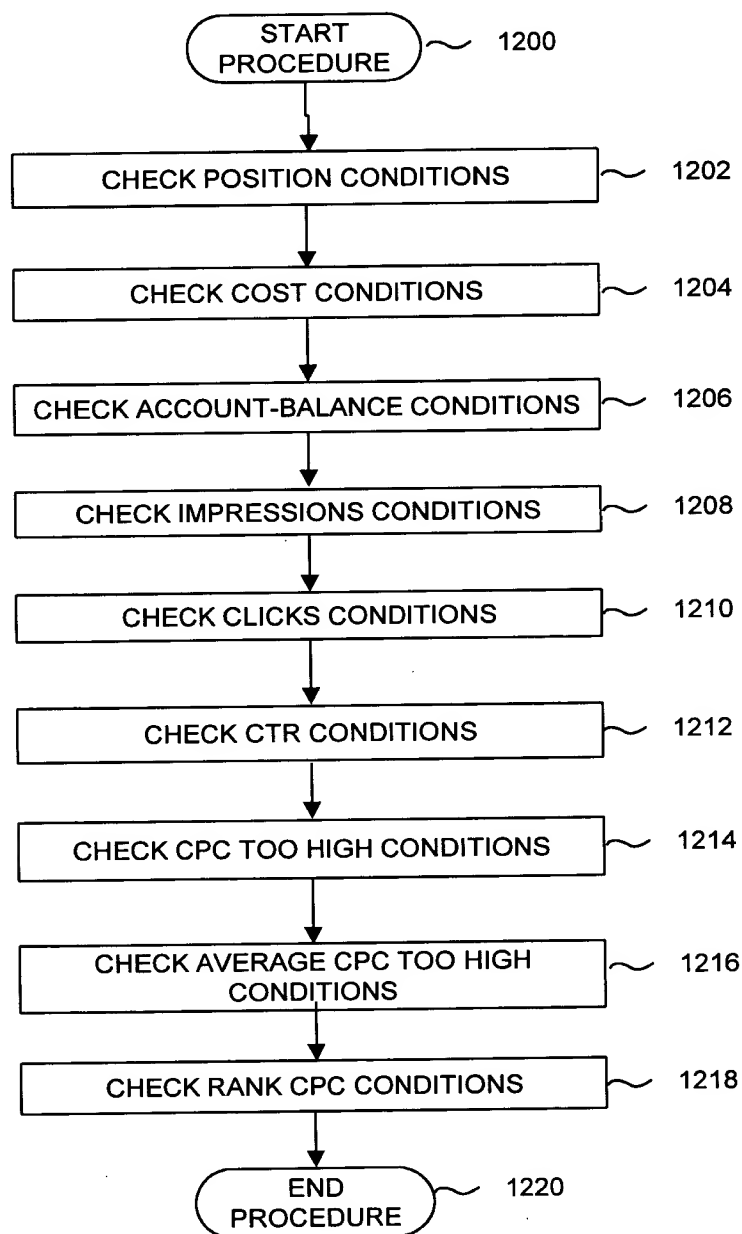 START
PROCEDURE
1200
CHECK POSITION CONDITIONS
1202
CHECK COST CONDITIONS
1204
CHECK ACCOUNT-BALANCE CONDITIONS
1206
CHECK IMPRESSIONS CONDITIONS
1208
CHECK CLICKS CONDITIONS
1210
CHECK CTR CONDITIONS
1212
CHECK CPC TOO HIGH CONDITIONS
1214
CHECK AVERAGE CPC TOO HIGH
CONDITIONS
1216
CHECK RANK CPC CONDITIONS
1218
END
PROCEDURE
1220